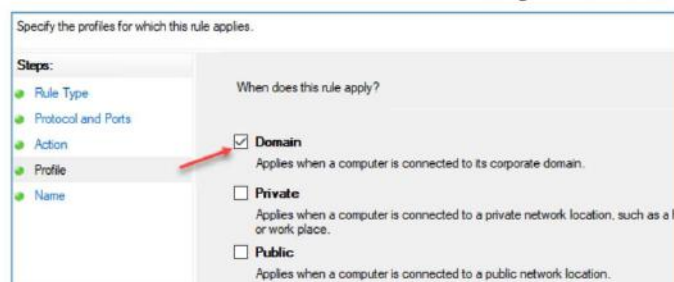 Specify the profiles for which this rule applies.
Steps:
Rule Type
Protocol and Ports
Action
Profile
Name
When does this rule apply?
Domain
Applies when a computer is connected to its corporate domain.
Private
Applies when a computer is connected to a private network location, such as a
or work place.
Public
Applies when a computer is connected to a public network location.